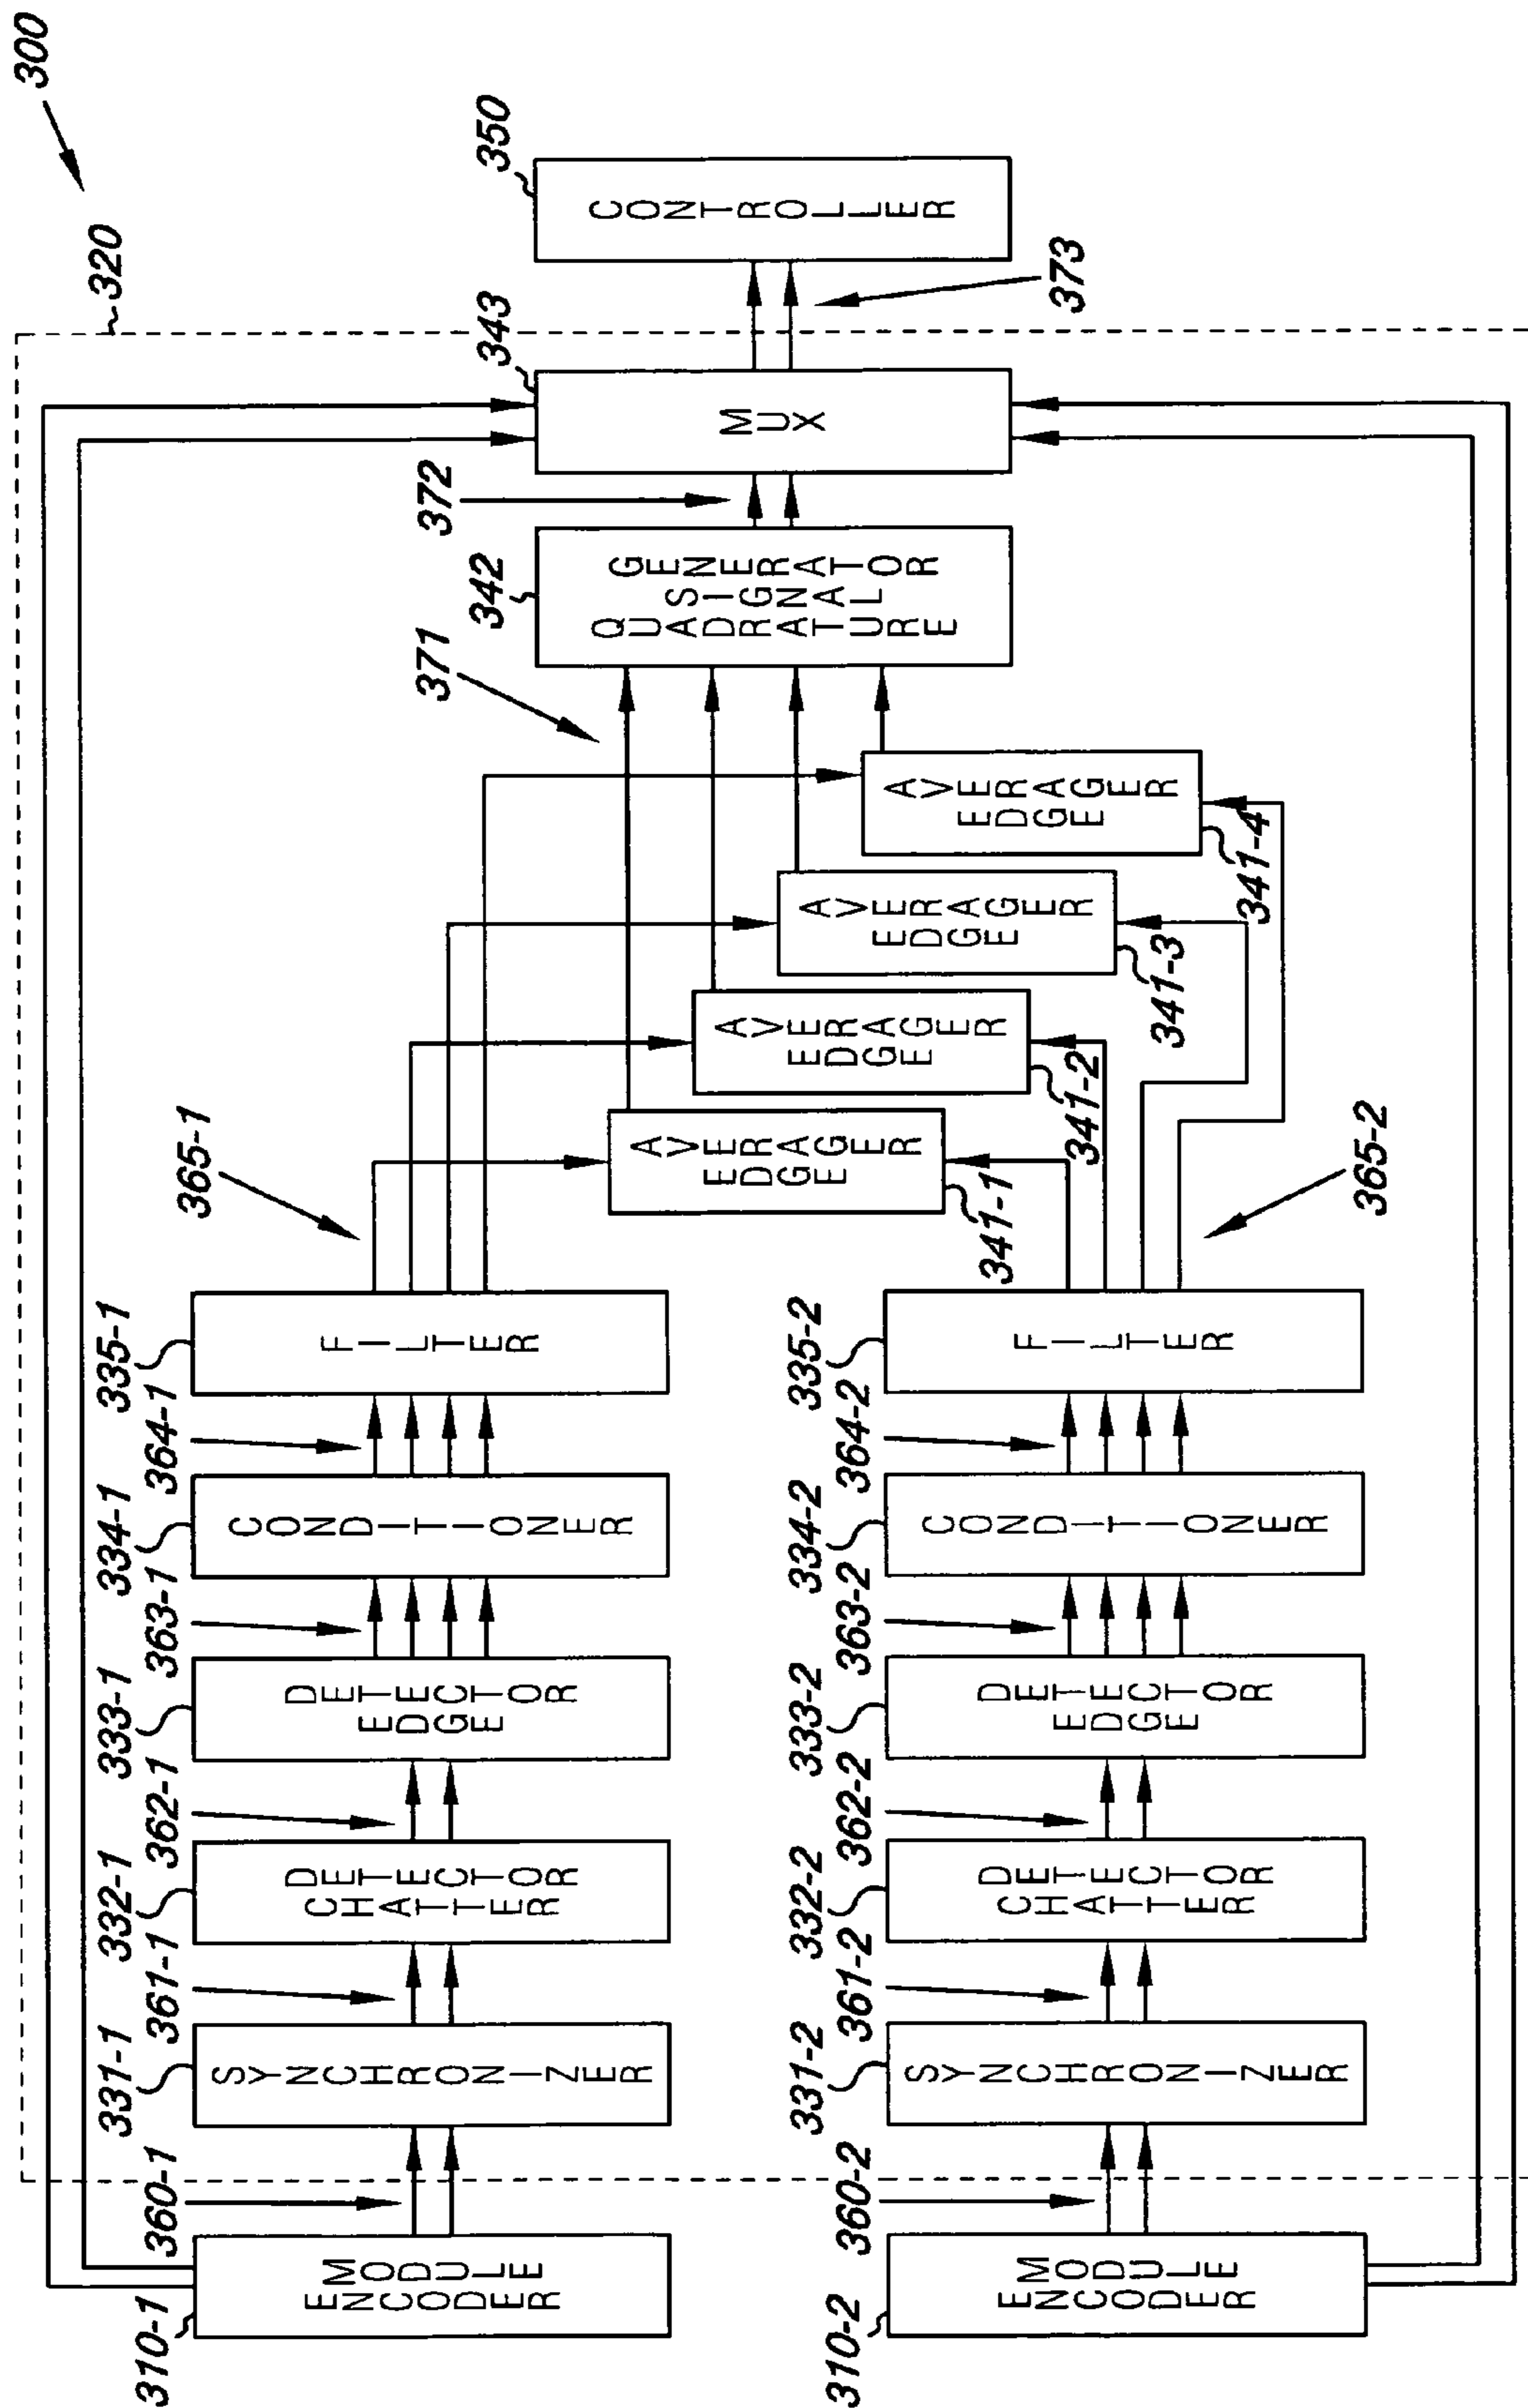 300
320
310-1
ENCODER
MODULE
360-1
331-1
SYNCHRONIZER
361-1
332-1
CHATTER
DETECTOR
362-1
333-1
EDGE
DETECTOR
363-1
334-1
CONDITIONER
364-1
335-1
FILTER
365-1
310-2
ENCODER
MODULE
360-2
331-2
SYNCHRONIZER
361-2
332-2
CHATTER
DETECTOR
362-2
333-2
EDGE
DETECTOR
363-2
334-2
CONDITIONER
364-2
335-2
FILTER
365-2
EDGE
AVERAGER
341-1
EDGE
AVERAGER
341-2
EDGE
AVERAGER
341-3
EDGE
AVERAGER
341-4
371
342
QUADRATURE
SIGNAL
GENERATOR
372
343
MUX
373
350
CONTROLLER